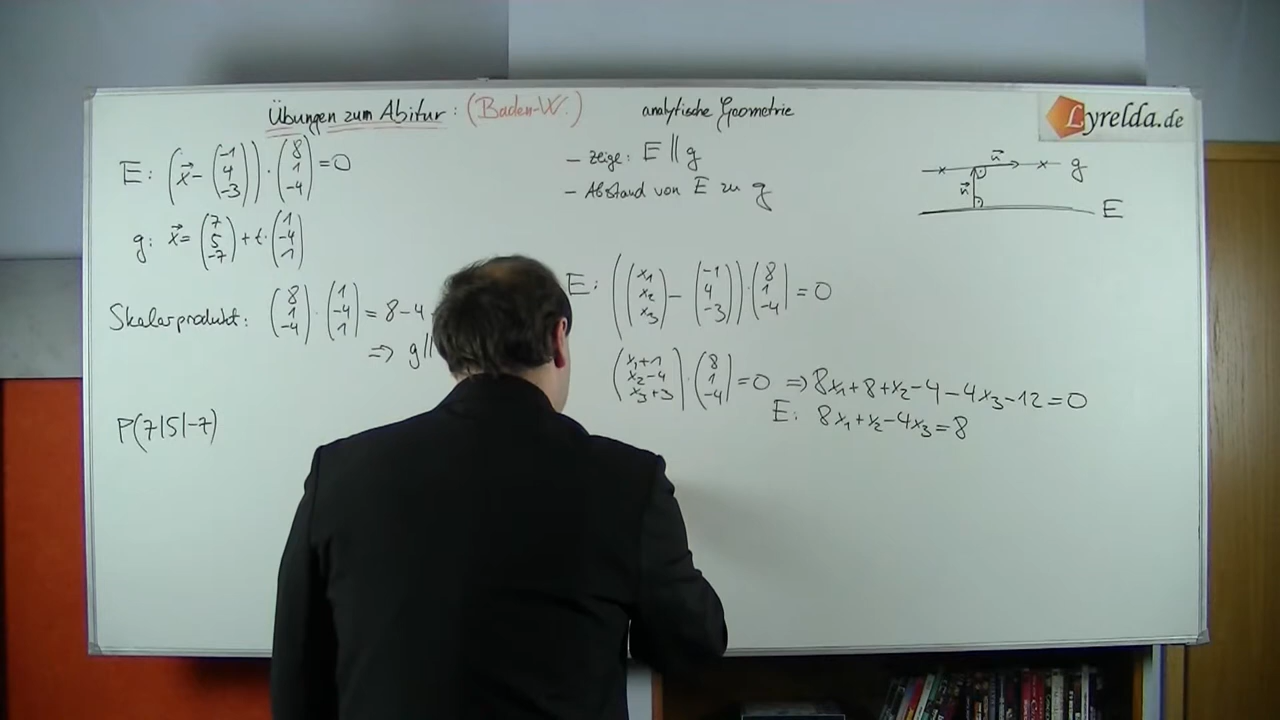 Übungen zum Abitur: (Baden-W.) analytische Geometrie
Lyrelda.de
E: (x⃗ - (-1 4 -3)) · (8 1 -4) = 0
g: x⃗ = (7 5 -7) + t · (1 -4 1)
Skalarprodukt: (8 1 -4) · (1 -4 1) = 8 - 4
⇒ g ||
P(7|5|-7)
- zeige: E || g
- Abstand von E zu g
E: ((x₁ x₂ x₃) - (-1 4 -3)) · (8 1 -4) = 0
(x₁+1 x₂-4 x₃+3) · (8 1 -4) = 0 ⇒ 8x₁+8+x₂-4-4x₃-12=0
E: 8x₁+x₂-4x₃=8
u⃗
g
n⃗
E